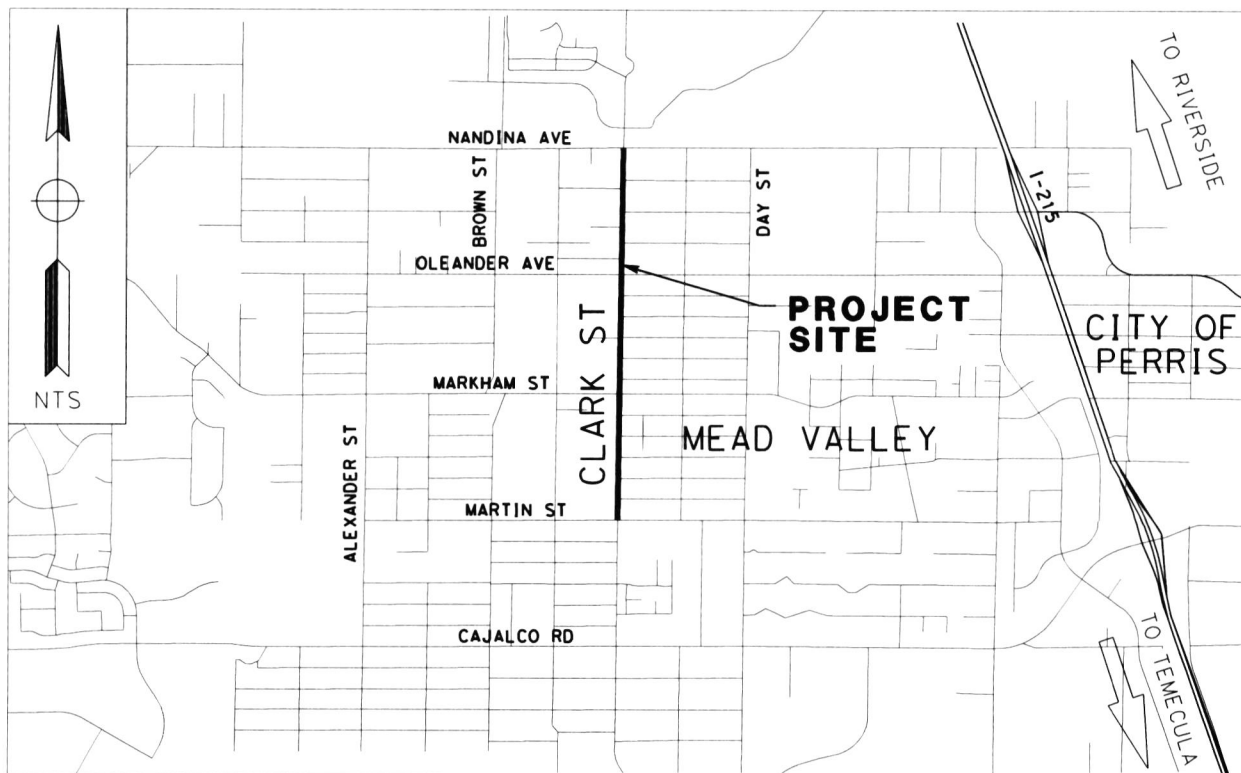 NTS
NANDINA AVE
BROWN ST
DAY ST
OLEANDER AVE
PROJECT
SITE
CLARK ST
MARKHAM ST
MEAD VALLEY
ALEXANDER ST
MARTIN ST
CAJALCO RD
TO RIVERSIDE
I-215
CITY OF
PERRIS
TO TEMECULA